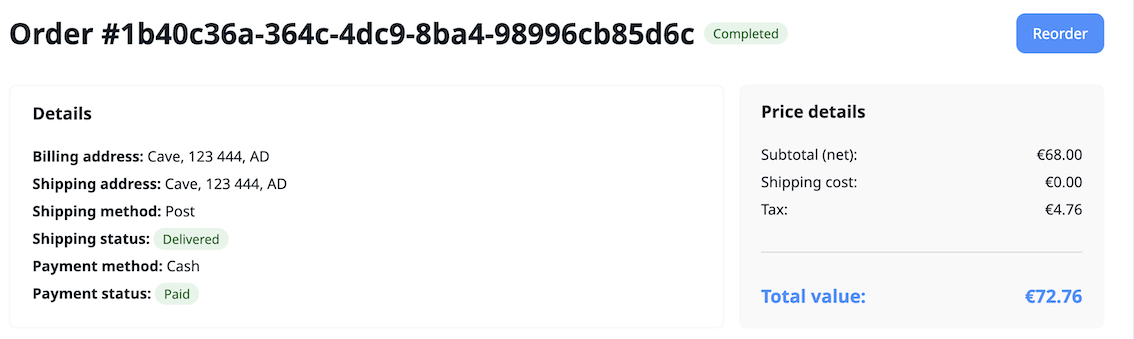 Order #1b40c36a-364c-4dc9-8ba4-98996cb85d6c Completed
Reorder
Details
Billing address: Cave, 123 444, AD
Shipping address: Cave, 123 444, AD
Shipping method: Post
Shipping status: Delivered
Payment method: Cash
Payment status: Paid
Price details
Subtotal (net): €68.00
Shipping cost: €0.00
Tax: €4.76
Total value: €72.76